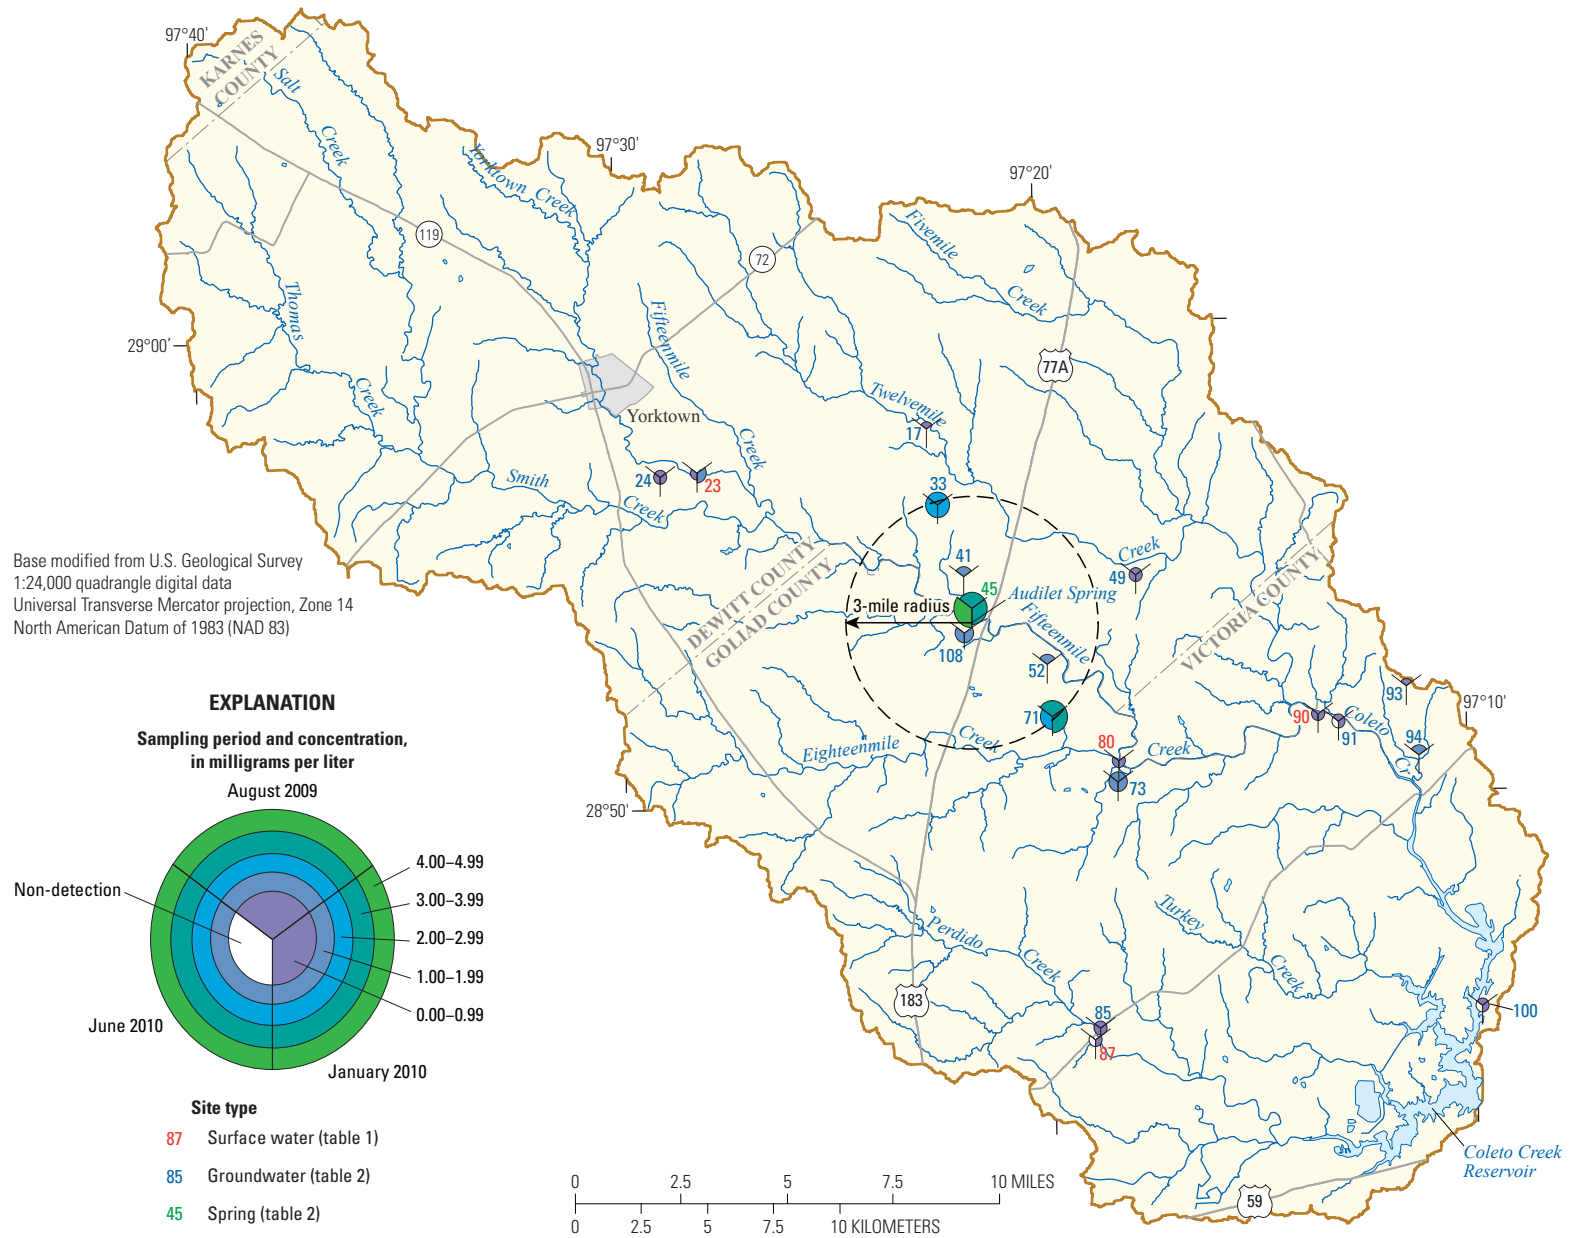 97°40'
KARNES
COUNTY
Salt
Creek
97°30'
Yorktown Creek
97°20'
119
72
Fivemile
Creek
Thomas
Creek
Fifteenmile
Creek
29°00'
77A
Yorktown
Twelvemile
Creek
17
24
23
Smith
Creek
33
41
49
45
Audilet Spring
3-mile radius
108
Fifteenmile
52
DEWITT COUNTY
GOLIAD COUNTY
VICTORIA COUNTY
71
Eighteenmile
Creek
80
Creek
73
90
91
Coleto
Cr
93
94
97°10'
28°50'
Perdido
Creek
Turkey
Creek
183
85
87
100
Coleto Creek
Reservoir
59
Base modified from U.S. Geological Survey
1:24,000 quadrangle digital data
Universal Transverse Mercator projection, Zone 14
North American Datum of 1983 (NAD 83)
EXPLANATION
Sampling period and concentration,
in milligrams per liter
August 2009
Non-detection
4.00–4.99
3.00–3.99
2.00–2.99
1.00–1.99
0.00–0.99
June 2010
January 2010
Site type
87 Surface water (table 1)
85 Groundwater (table 2)
45 Spring (table 2)
0 2.5 5 7.5 10 MILES
0 2.5 5 7.5 10 KILOMETERS